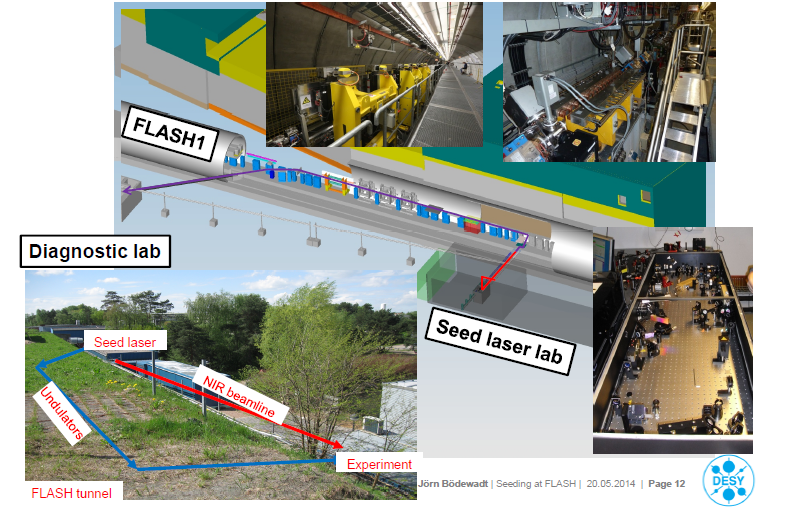 FLASH1
Diagnostic lab
Seed laser lab
Seed laser
NIR beamline
Undulators
Experiment
FLASH tunnel
Jörn Bödewadt | Seeding at FLASH | 20.05.2014 | Page 12
DESY